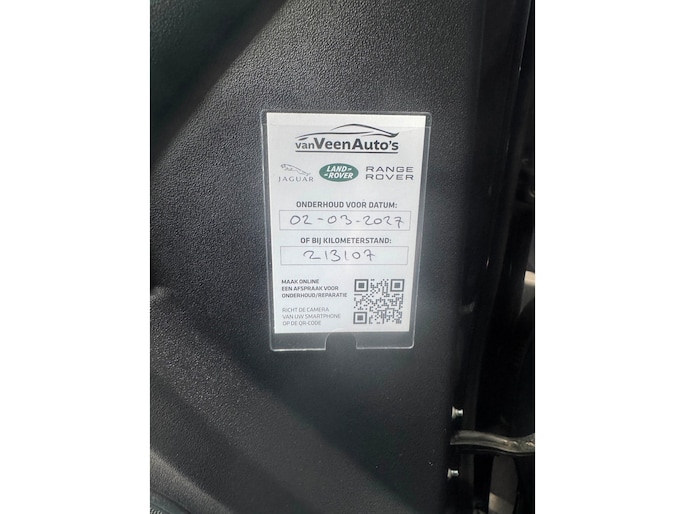 vanVeenAuto's
JAGUAR
LAND-
-ROVER
RANGE
ROVER
ONDERHOUD VOOR DATUM:
02-03-2027
OF BIJ KILOMETERSTAND:
213107
MAAK ONLINE
EEN AFSPRAAK VOOR
ONDERHOUD/REPARATIE
RICHT DE CAMERA
VAN UW SMARTPHONE
OP DE QR-CODE